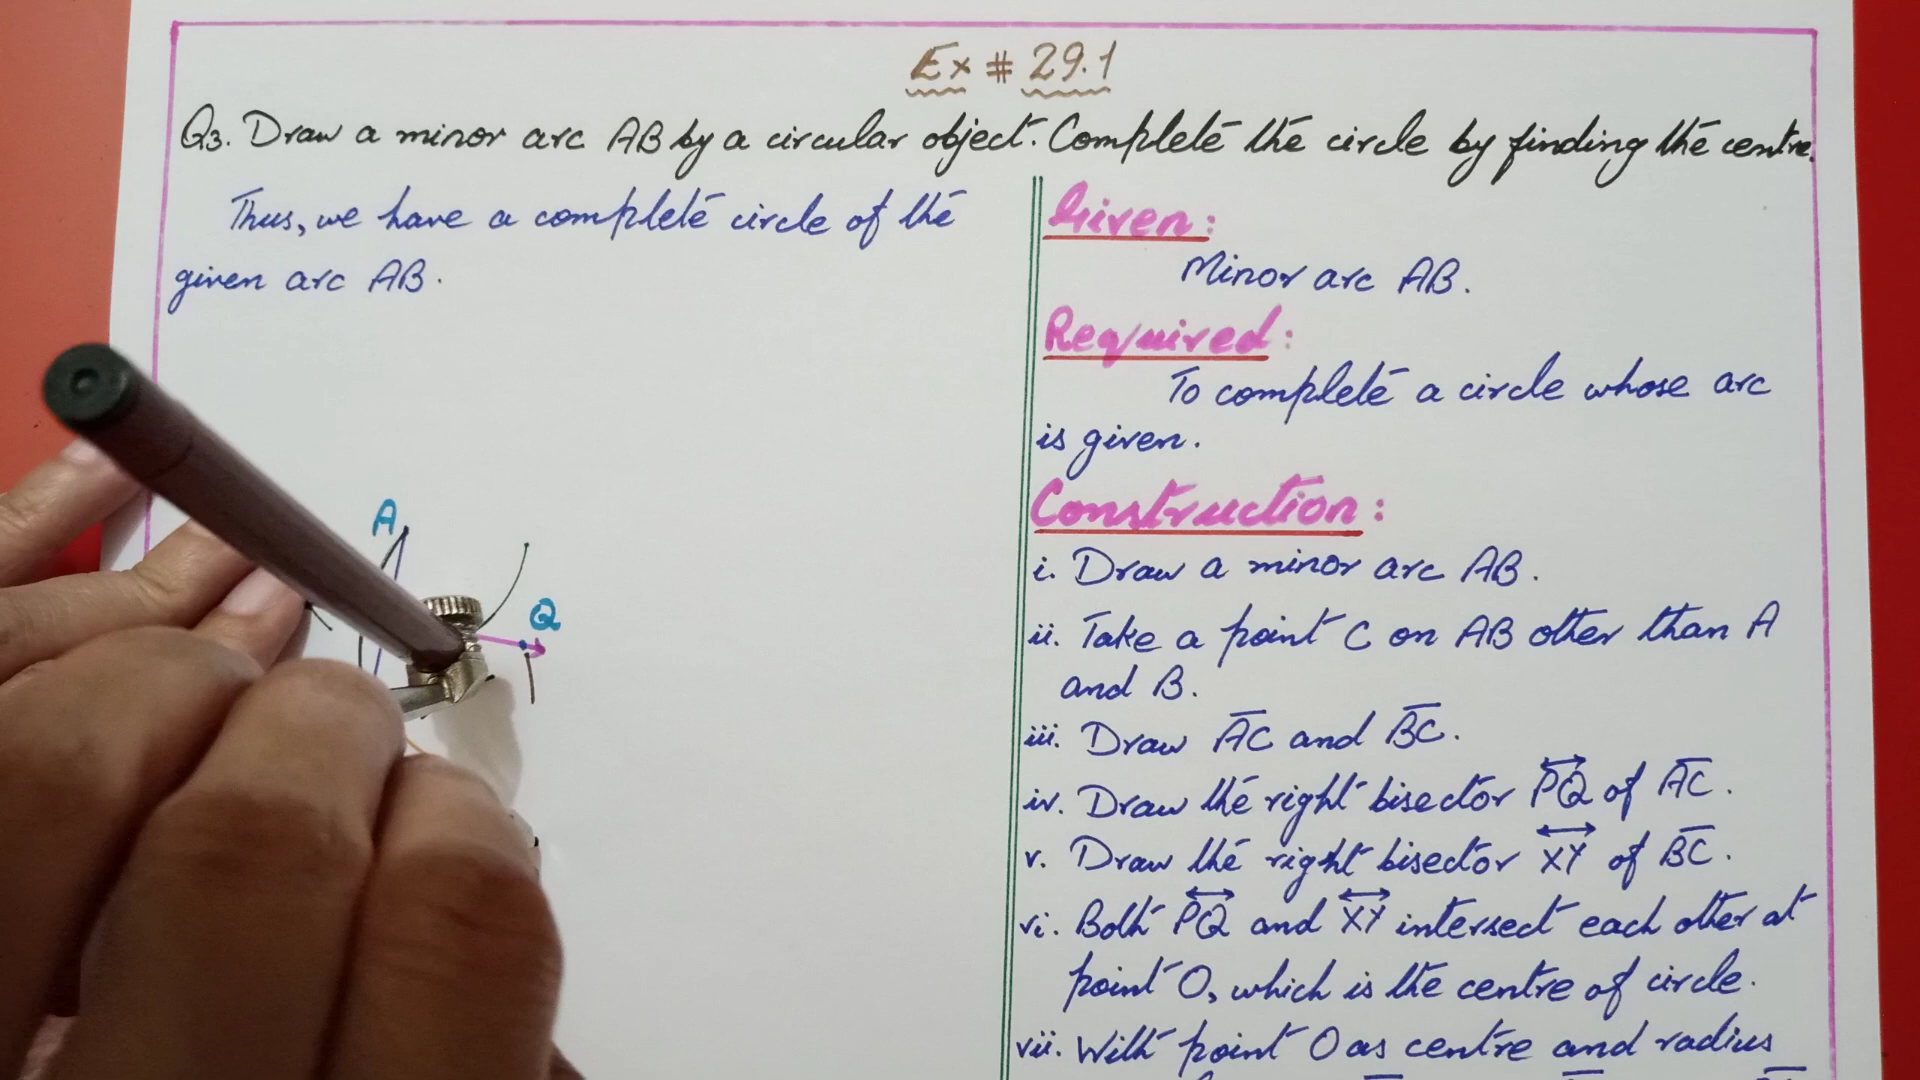 Ex # 29.1
Q3. Draw a minor arc AB by a circular object. Complete the circle by finding the centre.
Thus, we have a complete circle of the
given arc AB.
A
Q
Given:
Minor arc AB.
Required:
To complete a circle whose arc
is given.
Construction:
i. Draw a minor arc AB.
ii. Take a point C on AB other than A
and B.
iii. Draw A̅C̅ and B̅C̅.
iv. Draw the right bisector PQ of A̅C̅.
v. Draw the right bisector XY of B̅C̅.
vi. Both PQ and XY intersect each other at
point O, which is the centre of circle.
vii. With point O as centre and radius